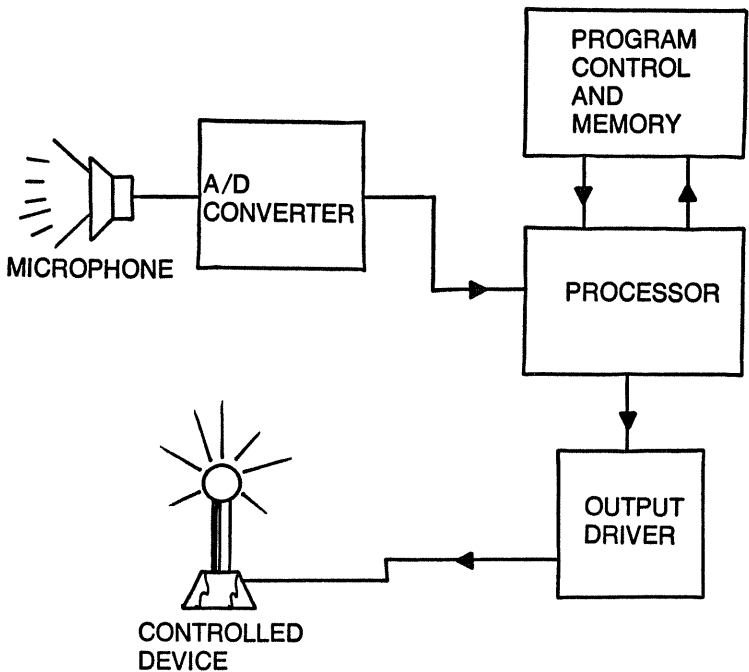 PROGRAM
CONTROL
AND
MEMORY
A/D
CONVERTER
MICROPHONE
PROCESSOR
OUTPUT
DRIVER
CONTROLLED
DEVICE